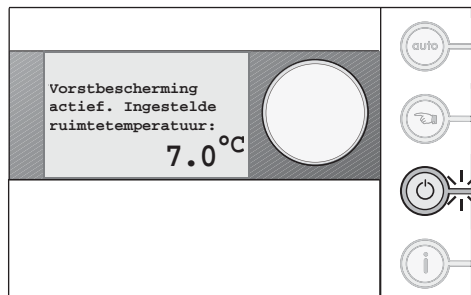 Vorstbescherming
actief. Ingestelde
ruimtetemperatuur:
7.0°C
auto
i